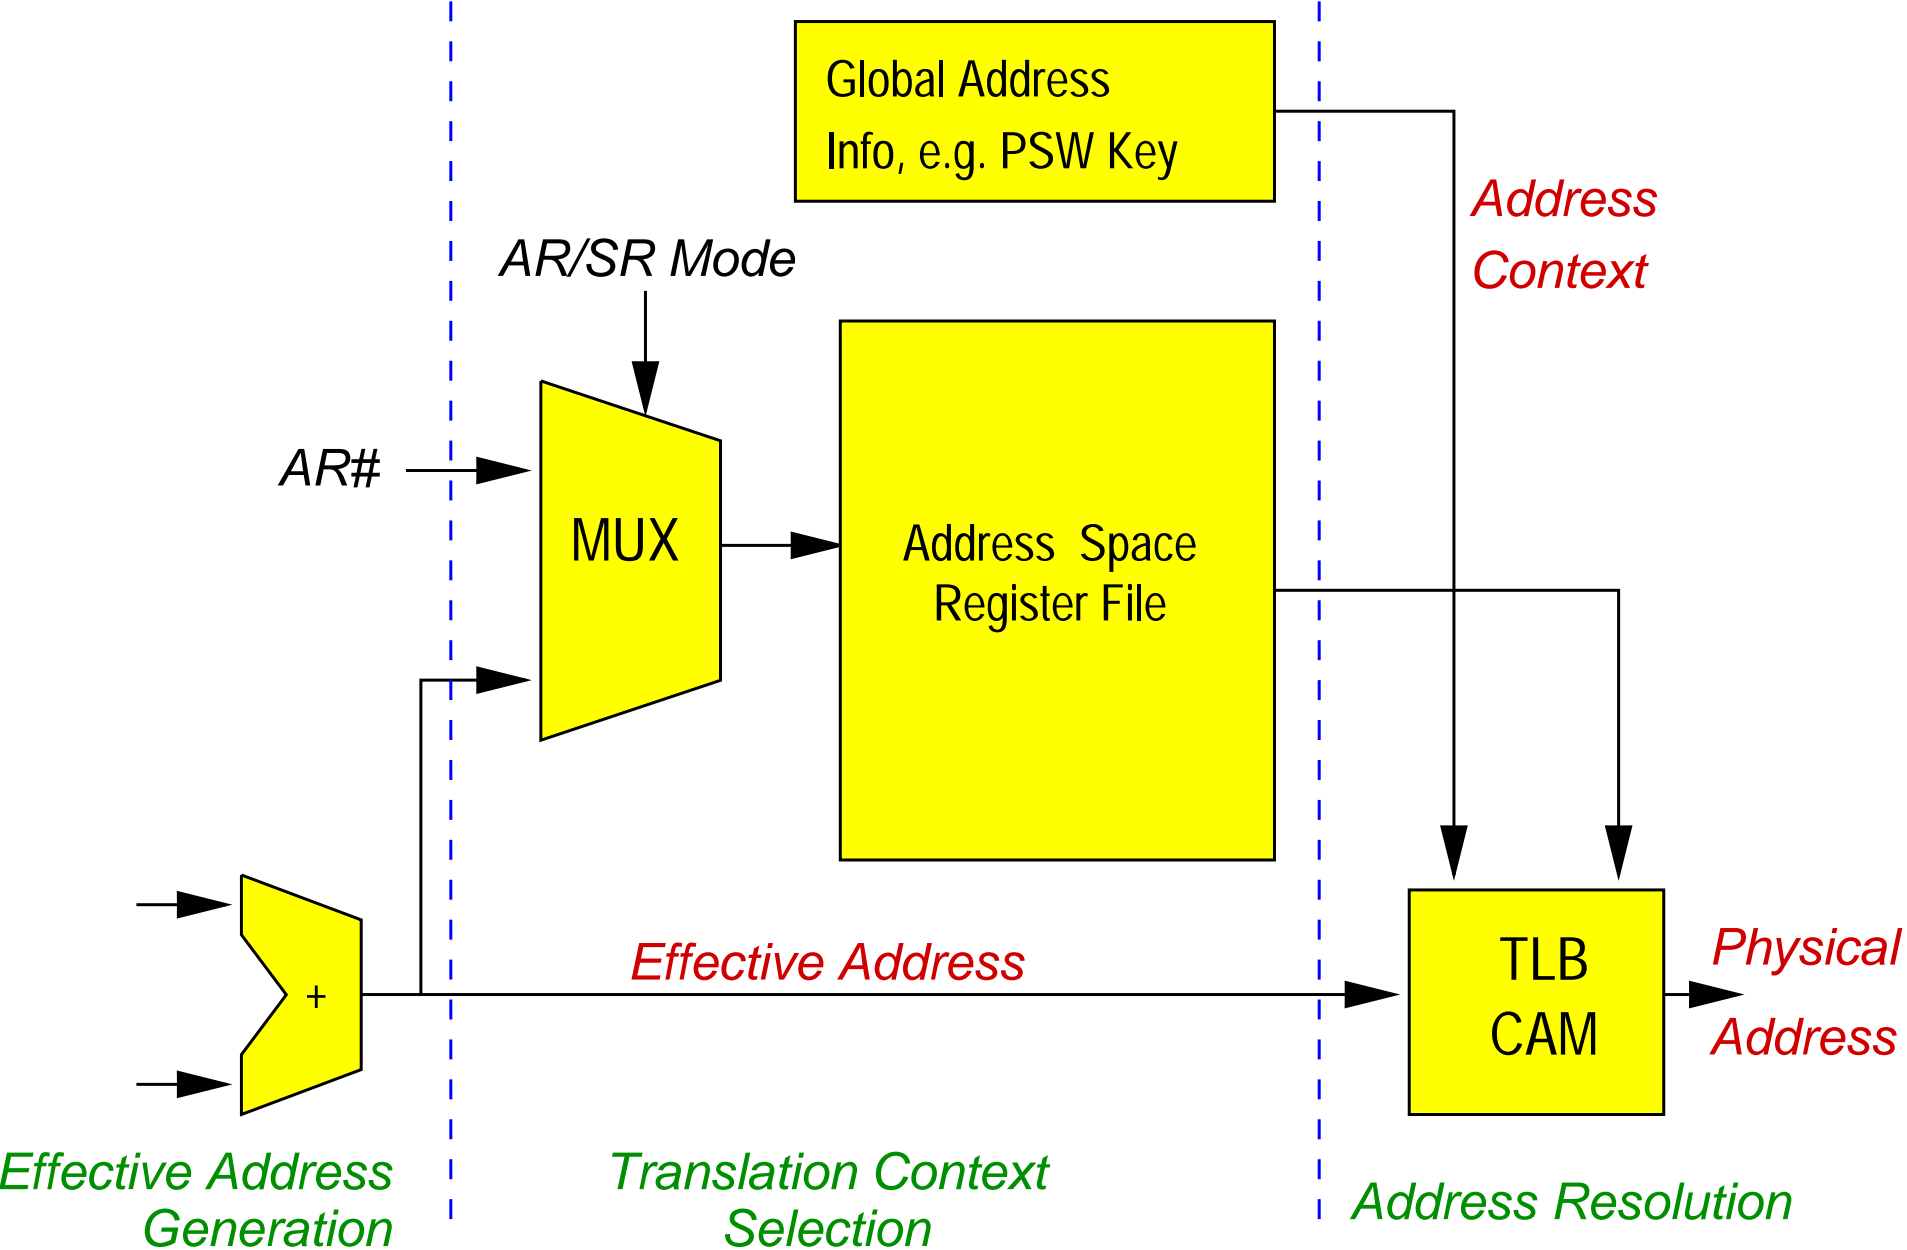 Global Address
Info, e.g. PSW Key
Address
Context
AR/SR Mode
AR#
MUX
Address Space
Register File
+
Effective Address
TLB
CAM
Physical
Address
Effective Address
Generation
Translation Context
Selection
Address Resolution